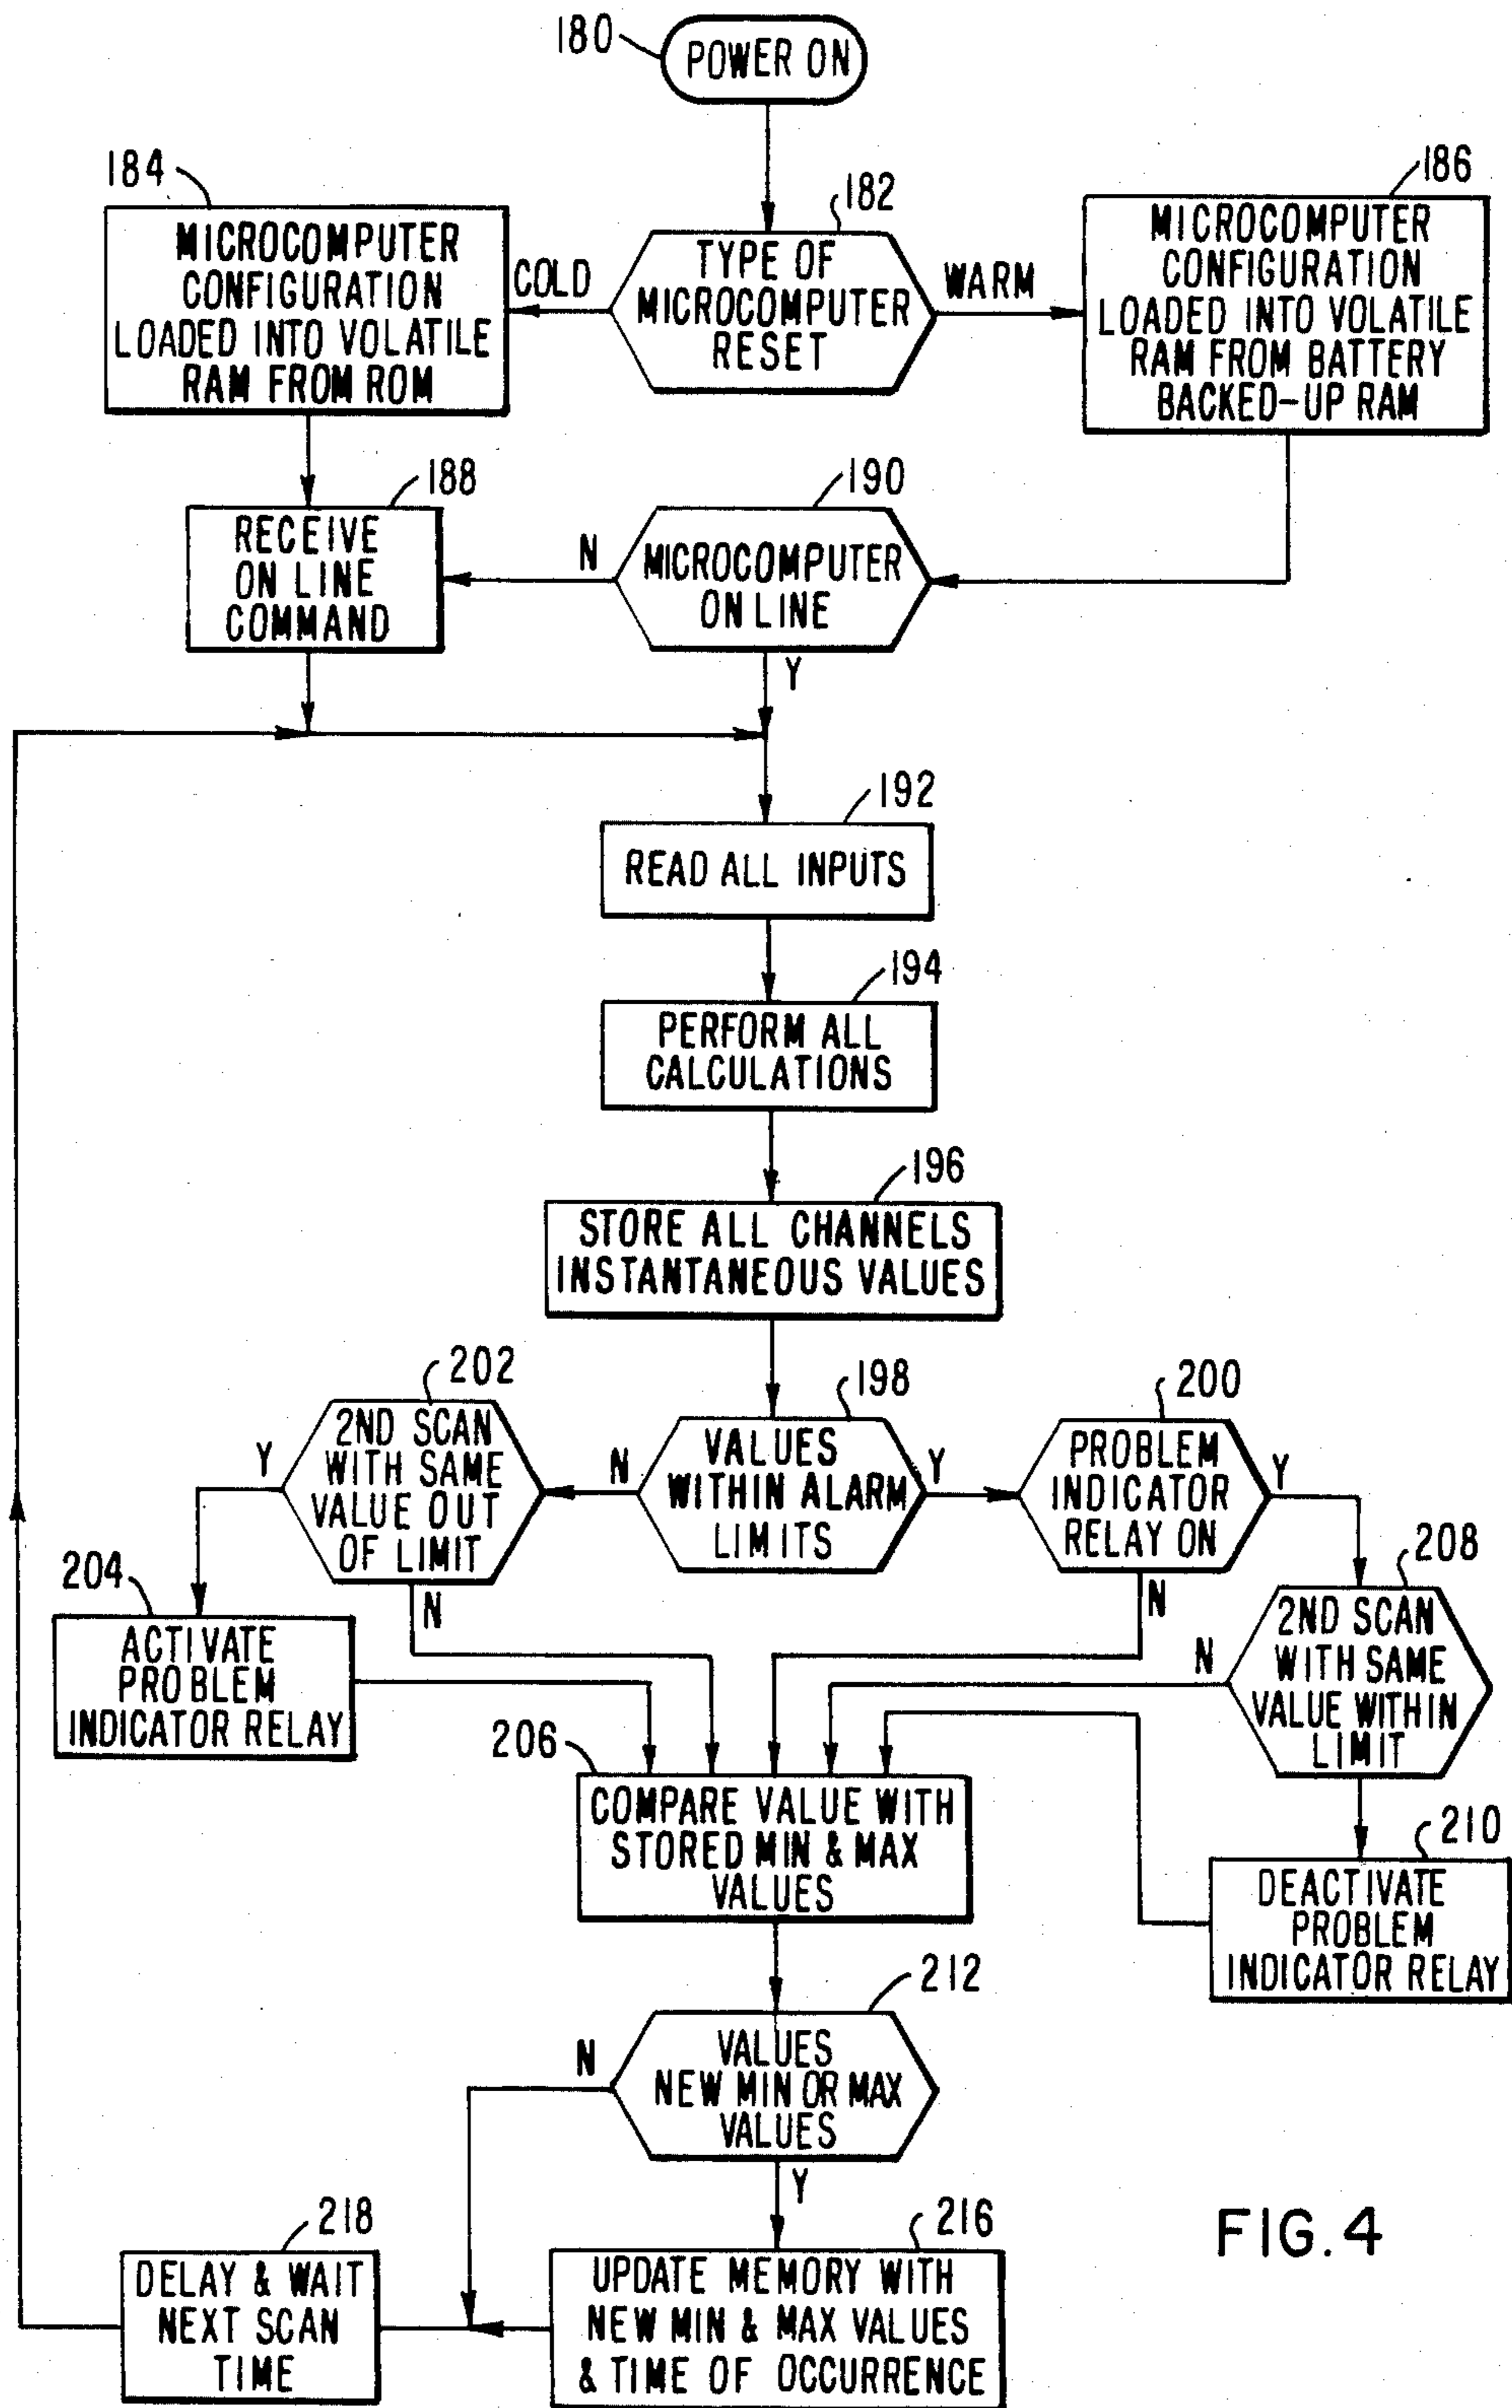 180
POWER ON
184
182
186
MICROCOMPUTER
CONFIGURATION
LOADED INTO VOLATILE
RAM FROM ROM
COLD
TYPE OF
MICROCOMPUTER
RESET
WARM
MICROCOMPUTER
CONFIGURATION
LOADED INTO VOLATILE
RAM FROM BATTERY
BACKED-UP RAM
188
190
RECEIVE
ON LINE
COMMAND
N
MICROCOMPUTER
ON LINE
Y
192
READ ALL INPUTS
194
PERFORM ALL
CALCULATIONS
196
STORE ALL CHANNELS
INSTANTANEOUS VALUES
202
198
200
Y
2ND SCAN
WITH SAME
VALUE OUT
OF LIMIT
N
N
VALUES
WITHIN ALARM
LIMITS
Y
PROBLEM
INDICATOR
RELAY ON
Y
N
204
ACTIVATE
PROBLEM
INDICATOR RELAY
208
N
2ND SCAN
WITH SAME
VALUE WITHIN
LIMIT
206
COMPARE VALUE WITH
STORED MIN & MAX
VALUES
210
DEACTIVATE
PROBLEM
INDICATOR RELAY
212
N
VALUES
NEW MIN OR MAX
VALUES
Y
218
DELAY & WAIT
NEXT SCAN
TIME
216
UPDATE MEMORY WITH
NEW MIN & MAX VALUES
& TIME OF OCCURRENCE
FIG. 4